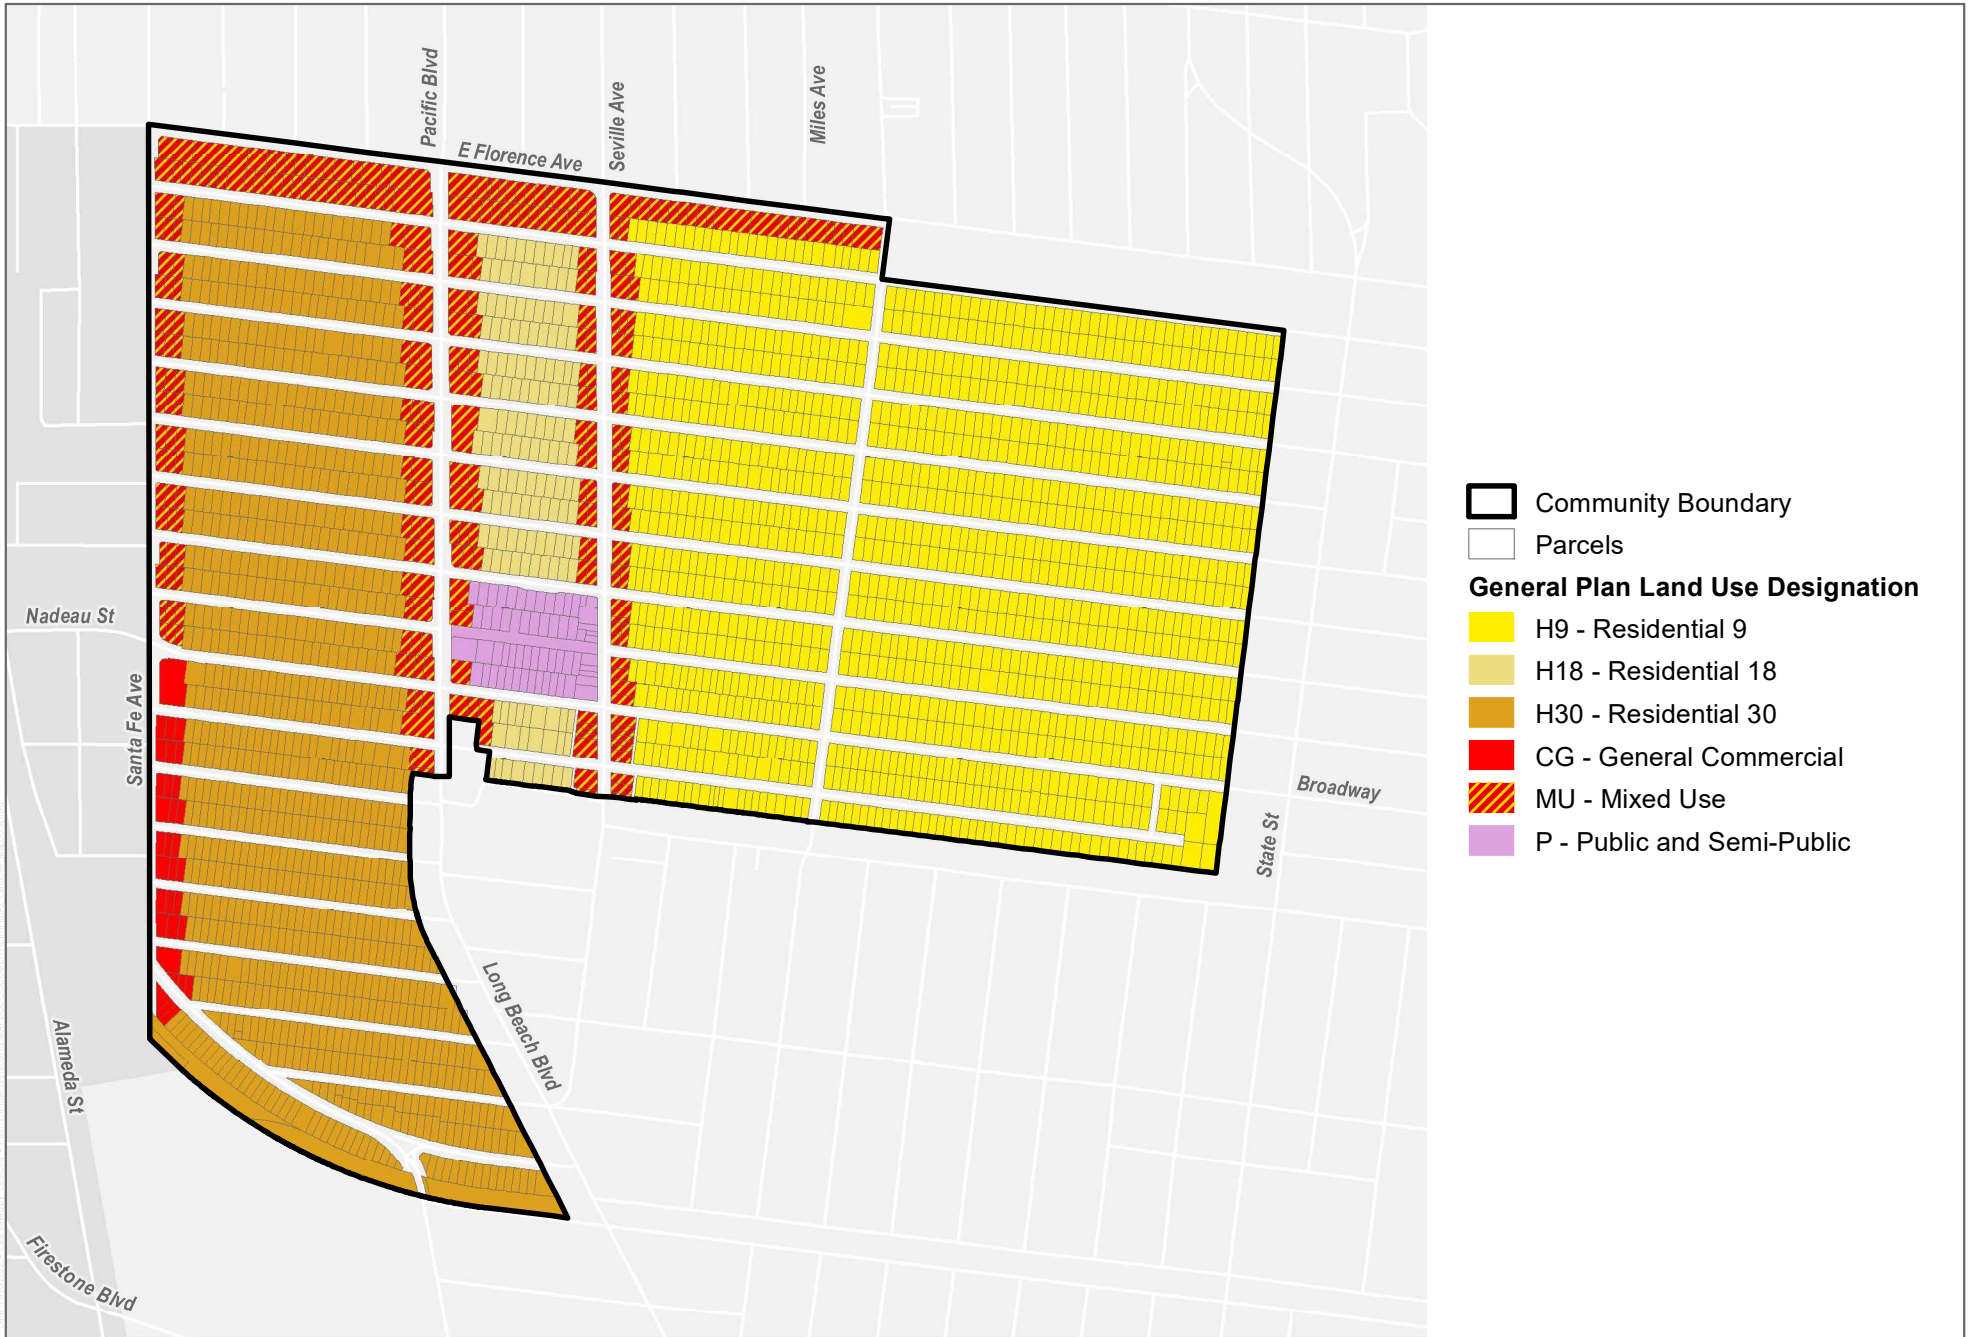 Pacific Blvd
E Florence Ave
Seville Ave
Miles Ave
Nadeau St
Santa Fe Ave
Broadway
State St
Long Beach Blvd
Alameda St
Firestone Blvd
Community Boundary
Parcels
General Plan Land Use Designation
H9 - Residential 9
H18 - Residential 18
H30 - Residential 30
CG - General Commercial
MU - Mixed Use
P - Public and Semi-Public